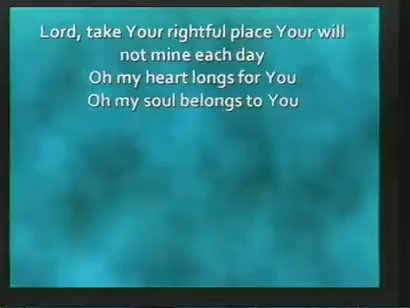 Lord, take Your rightful place Your will
not mine each day
Oh my heart longs for You
Oh my soul belongs to You